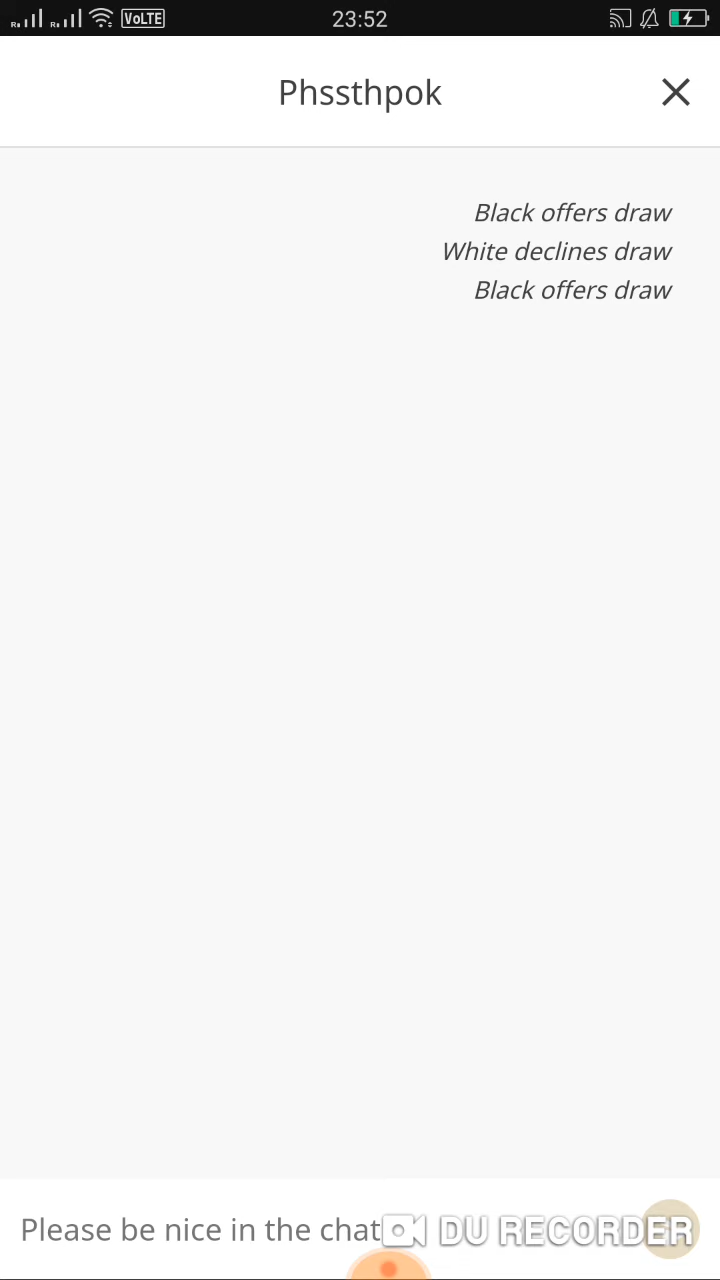 R
R
VoLTE
23:52
Phssthpok
Black offers draw
White declines draw
Black offers draw
Please be nice in the chat
DU RECORDER